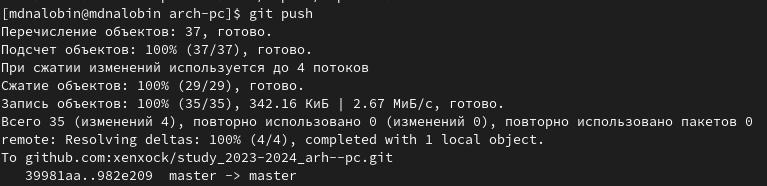 [mdnalobin@mdnalobin arch-pc]$ git push
Перечисление объектов: 37, готово.
Подсчет объектов: 100% (37/37), готово.
При сжатии изменений используется до 4 потоков
Сжатие объектов: 100% (29/29), готово.
Запись объектов: 100% (35/35), 342.16 КиБ | 2.67 МиБ/с, готово.
Всего 35 (изменений 4), повторно использовано 0 (изменений 0), повторно использовано пакетов 0
remote: Resolving deltas: 100% (4/4), completed with 1 local object.
To github.com:xenxock/study_2023-2024_arh--pc.git
   39981aa..982e209  master -> master